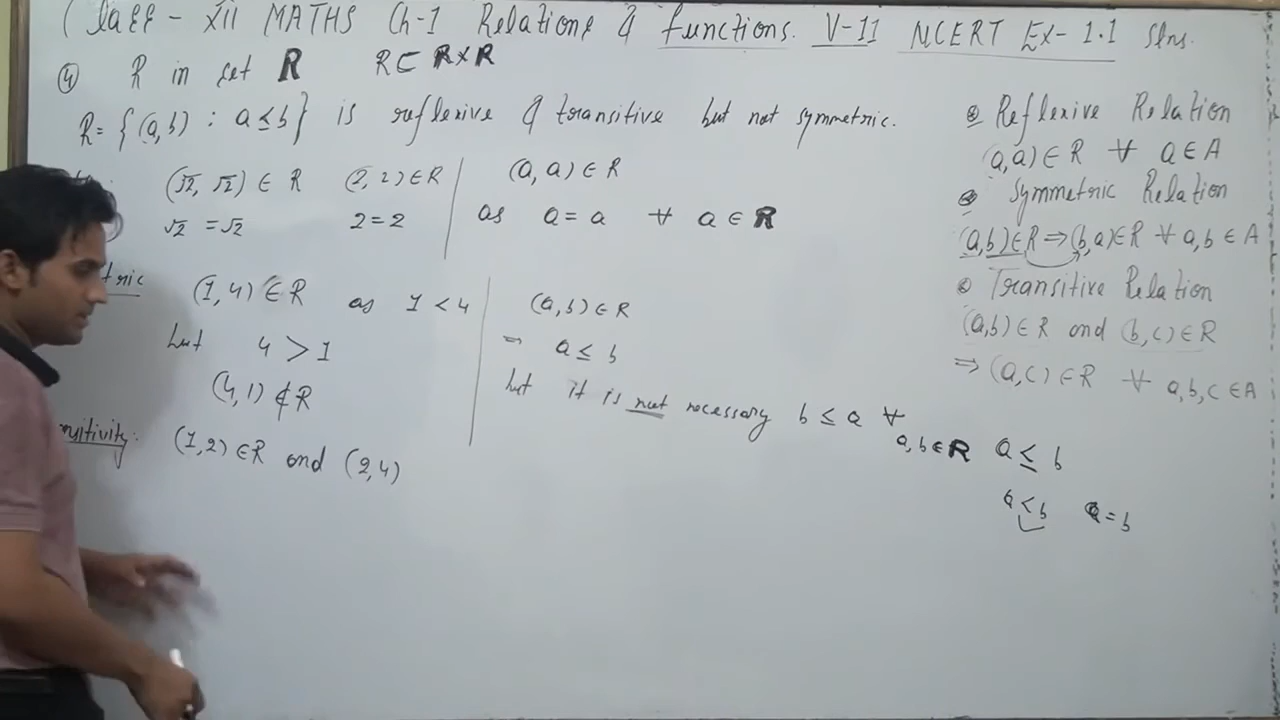 Class - XII MATHS Ch-1 Relations & functions. V-11 NCERT Ex-1.1 Slns.
④ R in set R R⊂R×R
R={(a,b) : a≤b} is reflexive & transitive but not symmetric.
(√2, √2) ∈ R (2, 2) ∈ R
√2 = √2 2=2
(a, a) ∈ R
as a = a ∀ a ∈ R
tric (1,4) ∈ R as 1 < 4
but 4 > 1
(4,1) ∉ R
(a,b) ∈ R
⇒ a ≤ b
but it is not necessary b ≤ a ∀
a,b∈R
nsitivity: (1,2) ∈ R and (2,4)
a ≤ b
a < b a = b
Reflexive Relation
(a,a) ∈ R ∀ a ∈ A
Symmetric Relation
(a,b)∈R ⇒ (b,a)∈R ∀ a,b ∈ A
Transitive Relation
(a,b) ∈ R and (b,c) ∈ R
⇒ (a,c) ∈ R ∀ a,b,c ∈ A